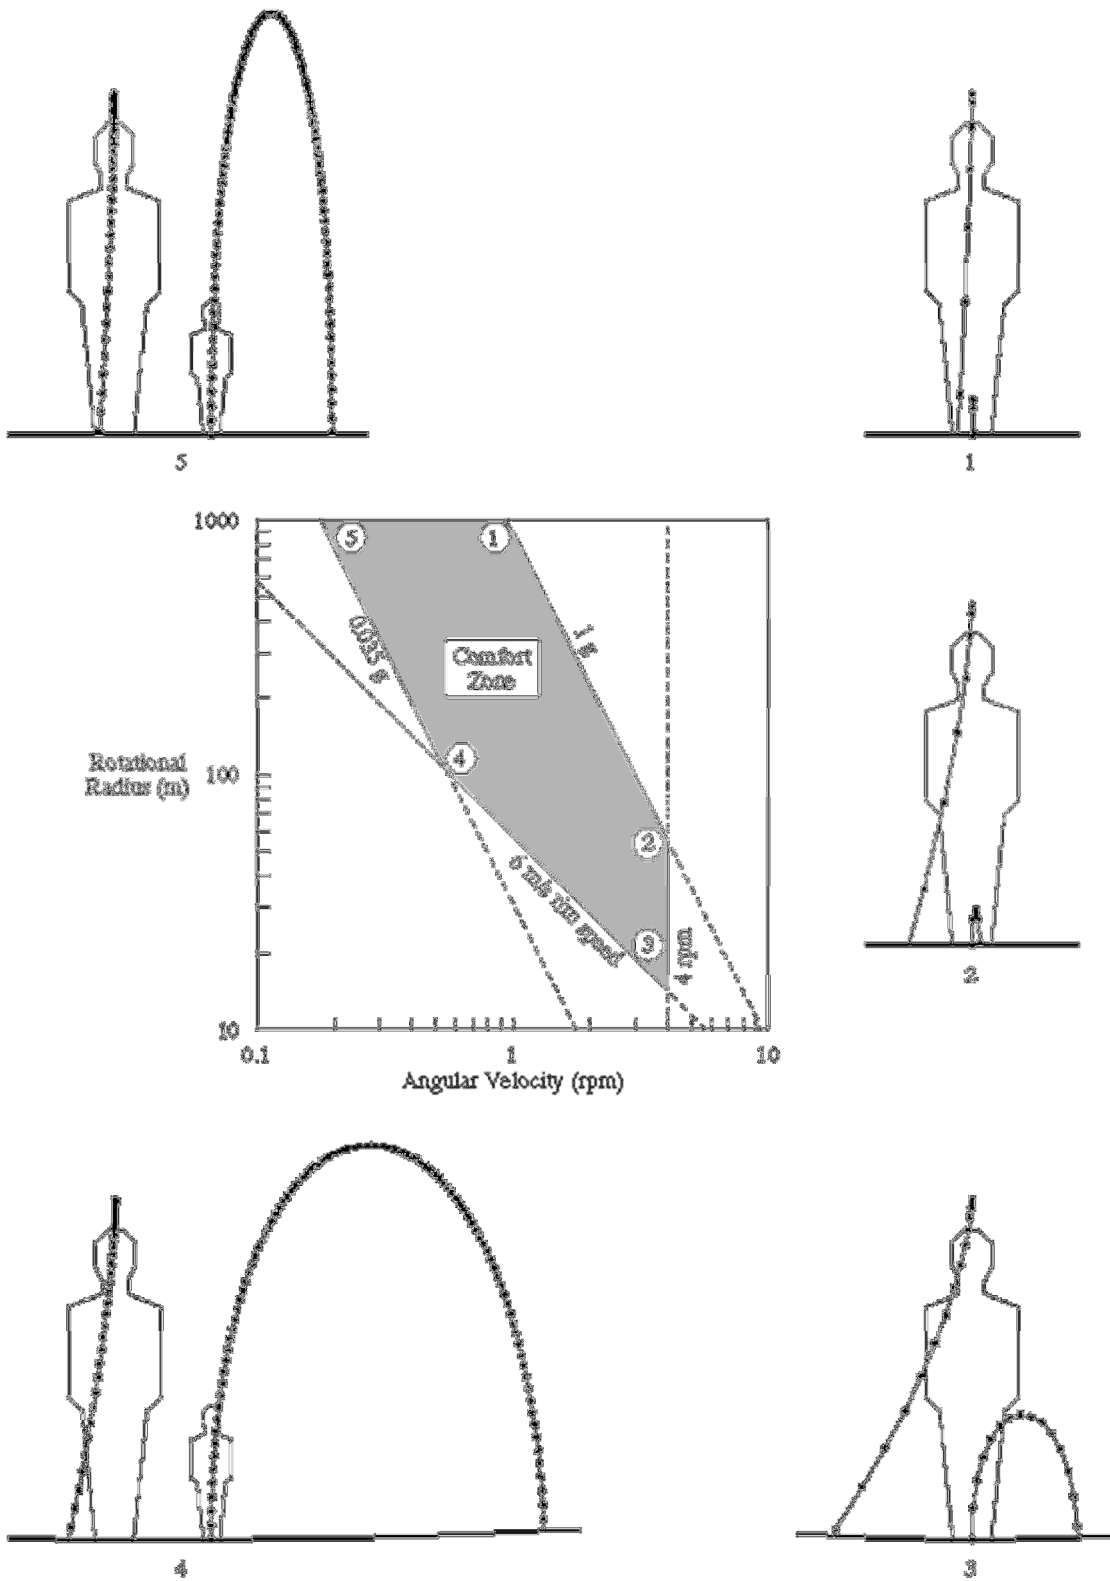 5
1
1000
100
10
0.1
1
10
Rotational
Radius (m)
Angular Velocity (rpm)
5
1
0.035 g
1 g
Comfort
Zone
4
2
6 m/s rim speed
3
4 rpm
2
4
3